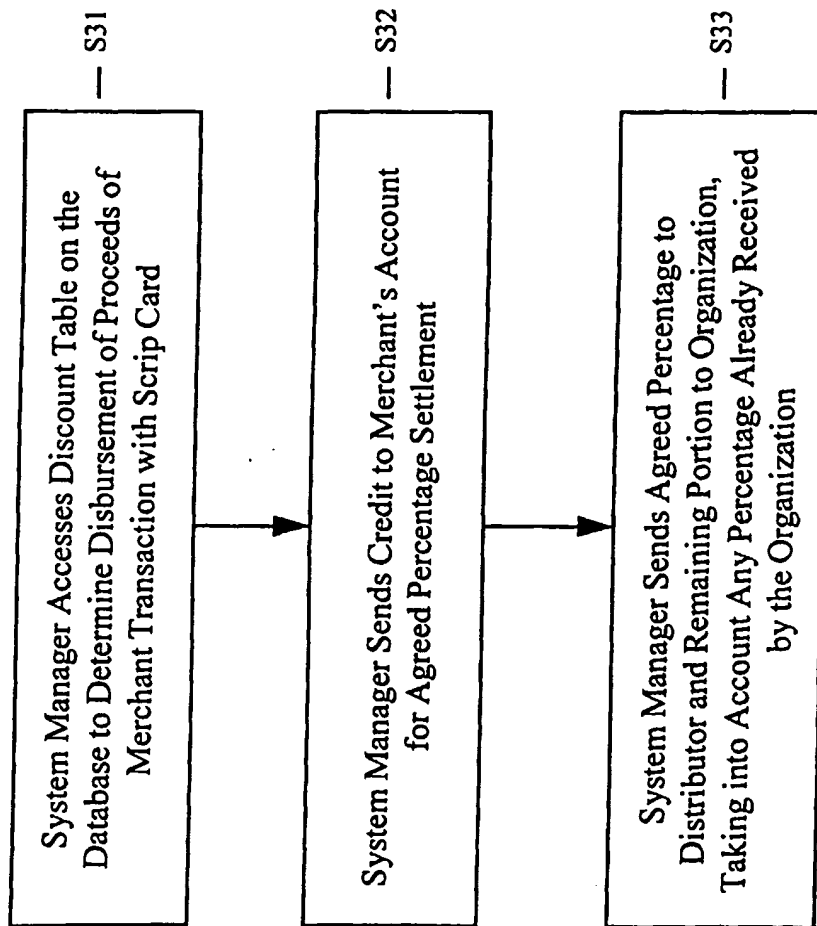 System Manager Accesses Discount Table on the
Database to Determine Disbursement of Proceeds of
Merchant Transaction with Scrip Card
S31
System Manager Sends Credit to Merchant's Account
for Agreed Percentage Settlement
S32
System Manager Sends Agreed Percentage to
Distributor and Remaining Portion to Organization,
Taking into Account Any Percentage Already Received
by the Organization
S33